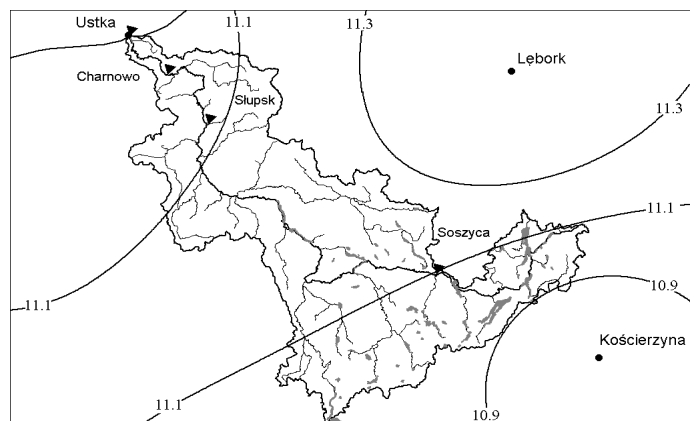 Ustka
11.1
11.3
Charnowo
Lębork
Słupsk
11.3
11.1
Soszyca
10.9
11.1
Kościerzyna
11.1
10.9